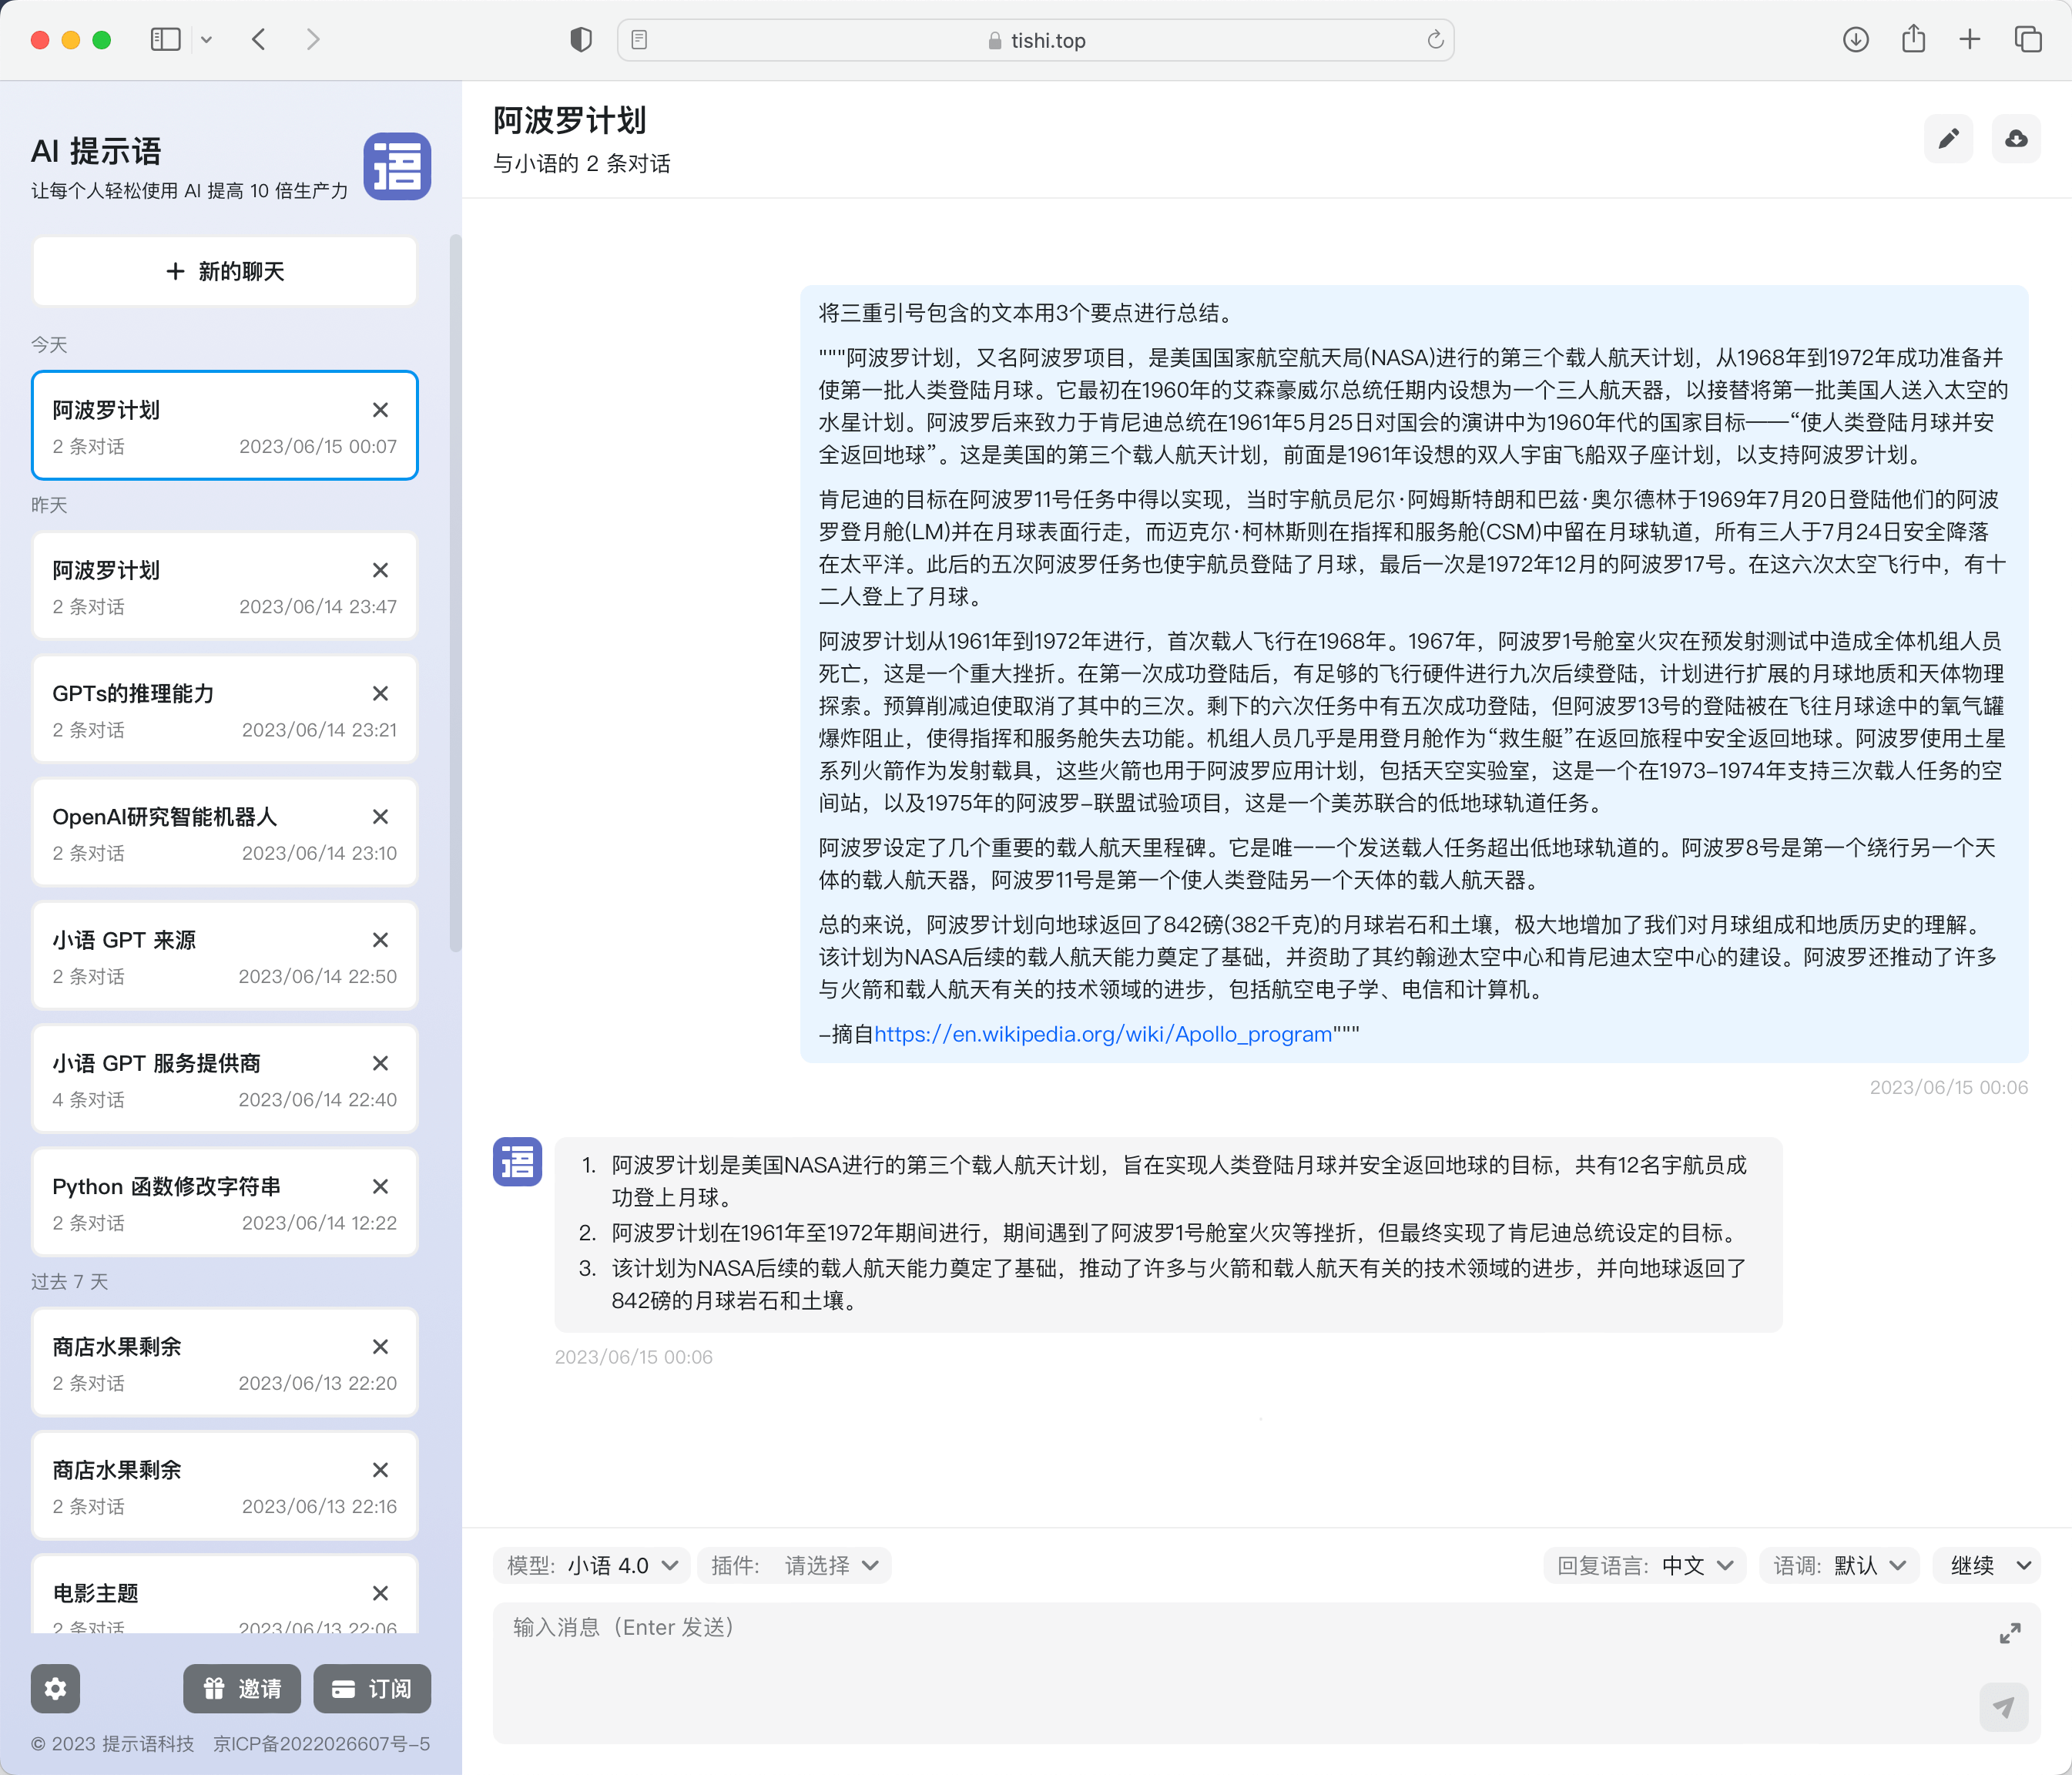 tishi.top
AI 提示语
让每个人轻松使用 AI 提高 10 倍生产力
语
新的聊天
今天
阿波罗计划
2 条对话 2023/06/15 00:07
昨天
阿波罗计划
2 条对话 2023/06/14 23:47
GPTs的推理能力
2 条对话 2023/06/14 23:21
OpenAI研究智能机器人
2 条对话 2023/06/14 23:10
小语 GPT 来源
2 条对话 2023/06/14 22:50
小语 GPT 服务提供商
4 条对话 2023/06/14 22:40
Python 函数修改字符串
2 条对话 2023/06/14 12:22
过去 7 天
商店水果剩余
2 条对话 2023/06/13 22:20
商店水果剩余
2 条对话 2023/06/13 22:16
电影主题
2 条对话 2023/06/13 22:06
邀请 订阅
© 2023 提示语科技 京ICP备2022026607号-5
阿波罗计划
与小语的 2 条对话
将三重引号包含的文本用3个要点进行总结。
"""阿波罗计划，又名阿波罗项目，是美国国家航空航天局(NASA)进行的第三个载人航天计划，从1968年到1972年成功准备并
使第一批人类登陆月球。它最初在1960年的艾森豪威尔总统任期内设想为一个三人航天器，以接替将第一批美国人送入太空的
水星计划。阿波罗后来致力于肯尼迪总统在1961年5月25日对国会的演讲中为1960年代的国家目标——“使人类登陆月球并安
全返回地球”。这是美国的第三个载人航天计划，前面是1961年设想的双人宇宙飞船双子座计划，以支持阿波罗计划。
肯尼迪的目标在阿波罗11号任务中得以实现，当时宇航员尼尔·阿姆斯特朗和巴兹·奥尔德林于1969年7月20日登陆他们的阿波
罗登月舱(LM)并在月球表面行走，而迈克尔·柯林斯则在指挥和服务舱(CSM)中留在月球轨道，所有三人于7月24日安全降落
在太平洋。此后的五次阿波罗任务也使宇航员登陆了月球，最后一次是1972年12月的阿波罗17号。在这六次太空飞行中，有十
二人登上了月球。
阿波罗计划从1961年到1972年进行，首次载人飞行在1968年。1967年，阿波罗1号舱室火灾在预发射测试中造成全体机组人员
死亡，这是一个重大挫折。在第一次成功登陆后，有足够的飞行硬件进行九次后续登陆，计划进行扩展的月球地质和天体物理
探索。预算削减迫使取消了其中的三次。剩下的六次任务中有五次成功登陆，但阿波罗13号的登陆被在飞往月球途中的氧气罐
爆炸阻止，使得指挥和服务舱失去功能。机组人员几乎是用登月舱作为“救生艇”在返回旅程中安全返回地球。阿波罗使用土星
系列火箭作为发射载具，这些火箭也用于阿波罗应用计划，包括天空实验室，这是一个在1973-1974年支持三次载人任务的空
间站，以及1975年的阿波罗-联盟试验项目，这是一个美苏联合的低地球轨道任务。
阿波罗设定了几个重要的载人航天里程碑。它是唯一一个发送载人任务超出低地球轨道的。阿波罗8号是第一个绕行另一个天
体的载人航天器，阿波罗11号是第一个使人类登陆另一个天体的载人航天器。
总的来说，阿波罗计划向地球返回了842磅(382千克)的月球岩石和土壤，极大地增加了我们对月球组成和地质历史的理解。
该计划为NASA后续的载人航天能力奠定了基础，并资助了其约翰逊太空中心和肯尼迪太空中心的建设。阿波罗还推动了许多
与火箭和载人航天有关的技术领域的进步，包括航空电子学、电信和计算机。
-摘自https://en.wikipedia.org/wiki/Apollo_program"""
2023/06/15 00:06
语
1. 阿波罗计划是美国NASA进行的第三个载人航天计划，旨在实现人类登陆月球并安全返回地球的目标，共有12名宇航员成
功登上月球。
2. 阿波罗计划在1961年至1972年期间进行，期间遇到了阿波罗1号舱室火灾等挫折，但最终实现了肯尼迪总统设定的目标。
3. 该计划为NASA后续的载人航天能力奠定了基础，推动了许多与火箭和载人航天有关的技术领域的进步，并向地球返回了
842磅的月球岩石和土壤。
2023/06/15 00:06
模型: 小语 4.0 插件: 请选择 回复语言: 中文 语调: 默认 继续
输入消息（Enter 发送）